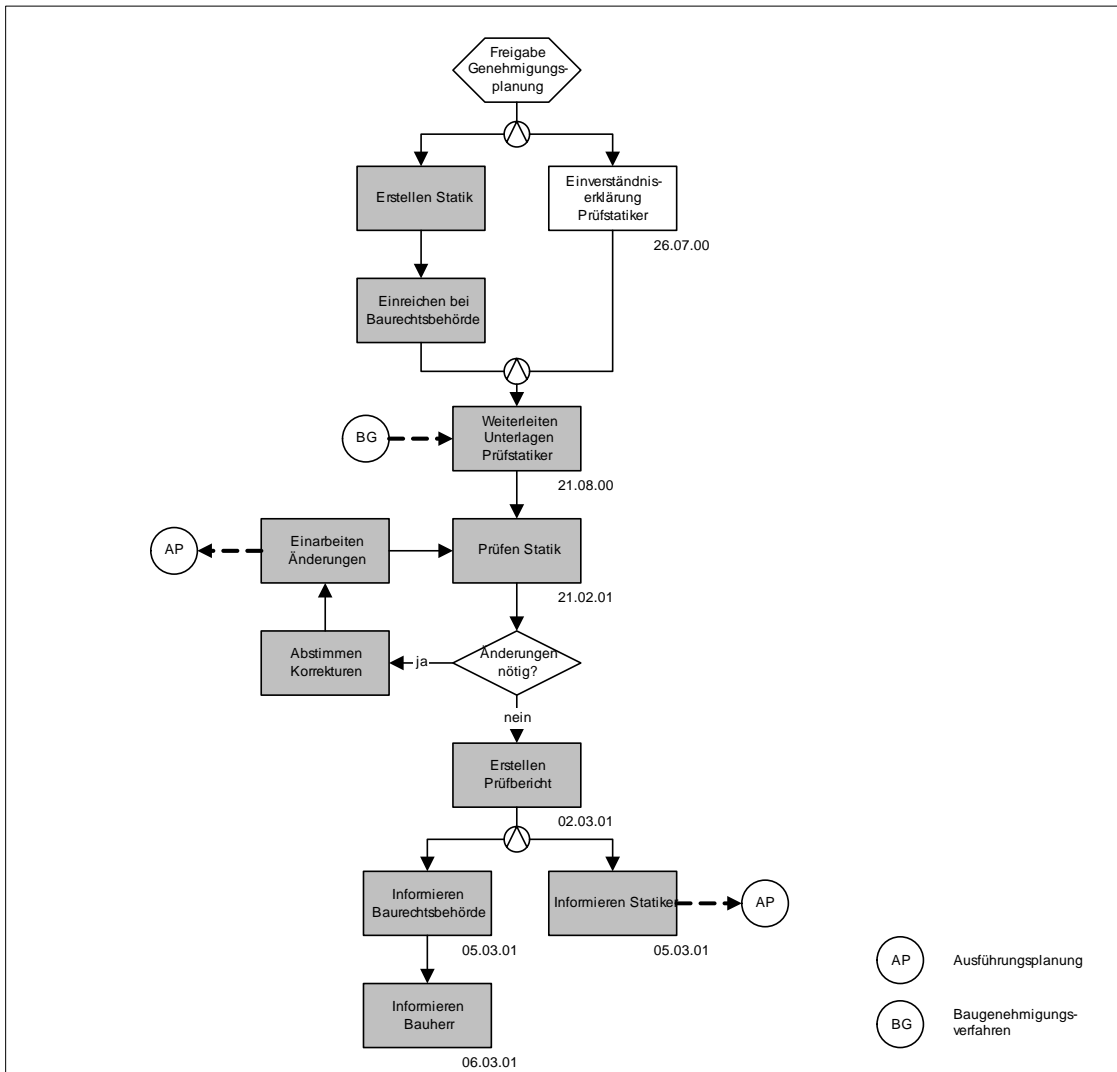 Freigabe
Genehmigungs-
planung
Erstellen Statik
Einverständnis-
erklärung
Prüfstatiker
26.07.00
Einreichen bei
Baurechtsbehörde
BG
Weiterleiten
Unterlagen
Prüfstatiker
21.08.00
AP
Einarbeiten
Änderungen
Prüfen Statik
21.02.01
Abstimmen
Korrekturen
ja
Änderungen
nötig?
nein
Erstellen
Prüfbericht
02.03.01
Informieren
Baurechtsbehörde
05.03.01
Informieren Statiker
05.03.01
AP
Informieren
Bauherr
06.03.01
AP
Ausführungsplanung
BG
Baugenehmigungs-
verfahren